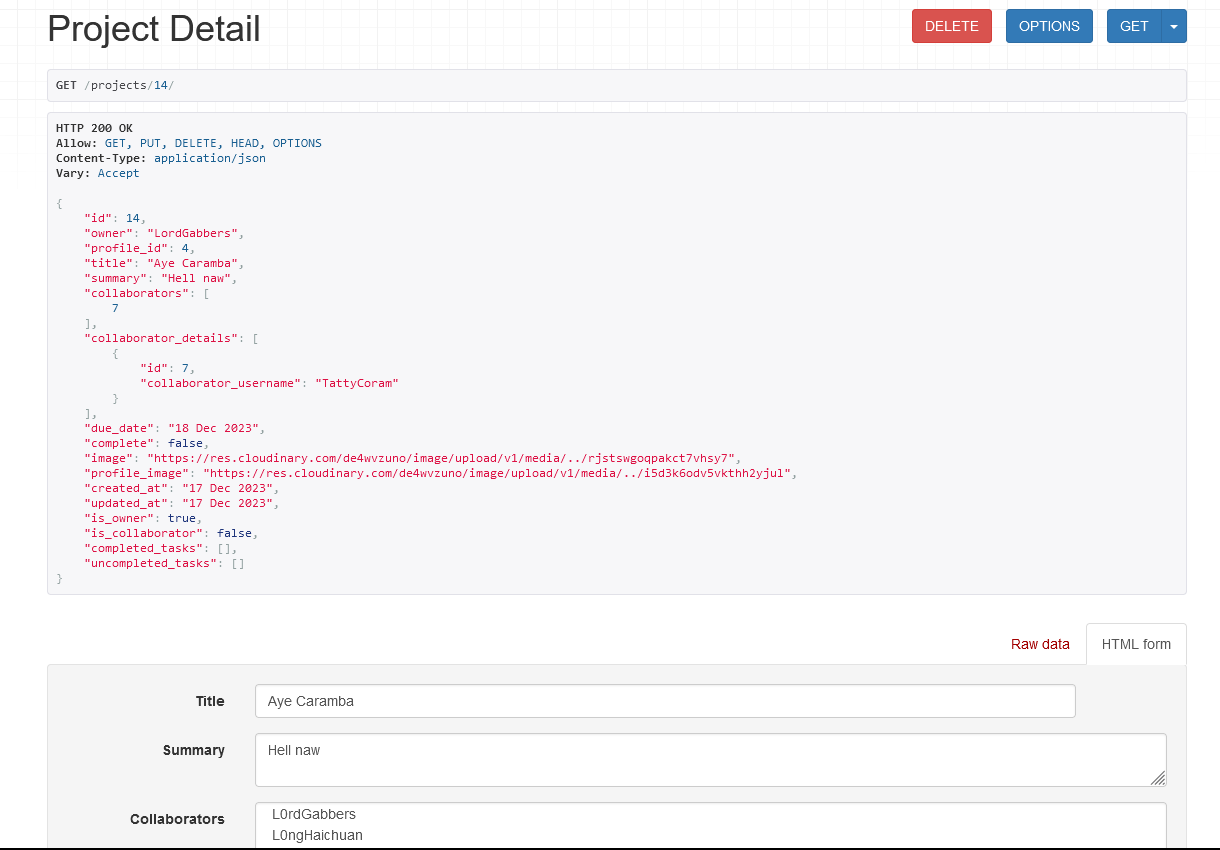 Project Detail
DELETE
OPTIONS
GET
GET /projects/14/
HTTP 200 OK
Allow: GET, PUT, DELETE, HEAD, OPTIONS
Content-Type: application/json
Vary: Accept
{
"id": 14,
"owner": "LordGabbers",
"profile_id": 4,
"title": "Aye Caramba",
"summary": "Hell naw",
"collaborators": [
7
],
"collaborator_details": [
{
"id": 7,
"collaborator_username": "TattyCoram"
}
],
"due_date": "18 Dec 2023",
"complete": false,
"image": "https://res.cloudinary.com/de4wvzuno/image/upload/v1/media/../rjstswgoqpakct7vhsy7",
"profile_image": "https://res.cloudinary.com/de4wvzuno/image/upload/v1/media/../i5d3k6odv5vkthh2yjul",
"created_at": "17 Dec 2023",
"updated_at": "17 Dec 2023",
"is_owner": true,
"is_collaborator": false,
"completed_tasks": [],
"uncompleted_tasks": []
}
Raw data
HTML form
Title
Aye Caramba
Summary
Hell naw
Collaborators
L0rdGabbers
L0ngHaichuan